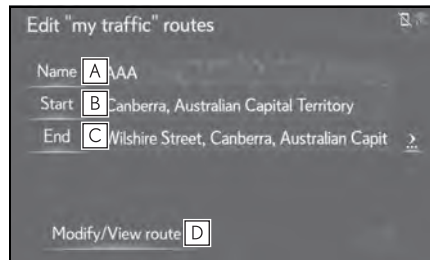 Edit "my traffic" routes
Name A AAA
Start B Canberra, Australian Capital Territory
End C Wilshire Street, Canberra, Australian Capit
Modify/View route D